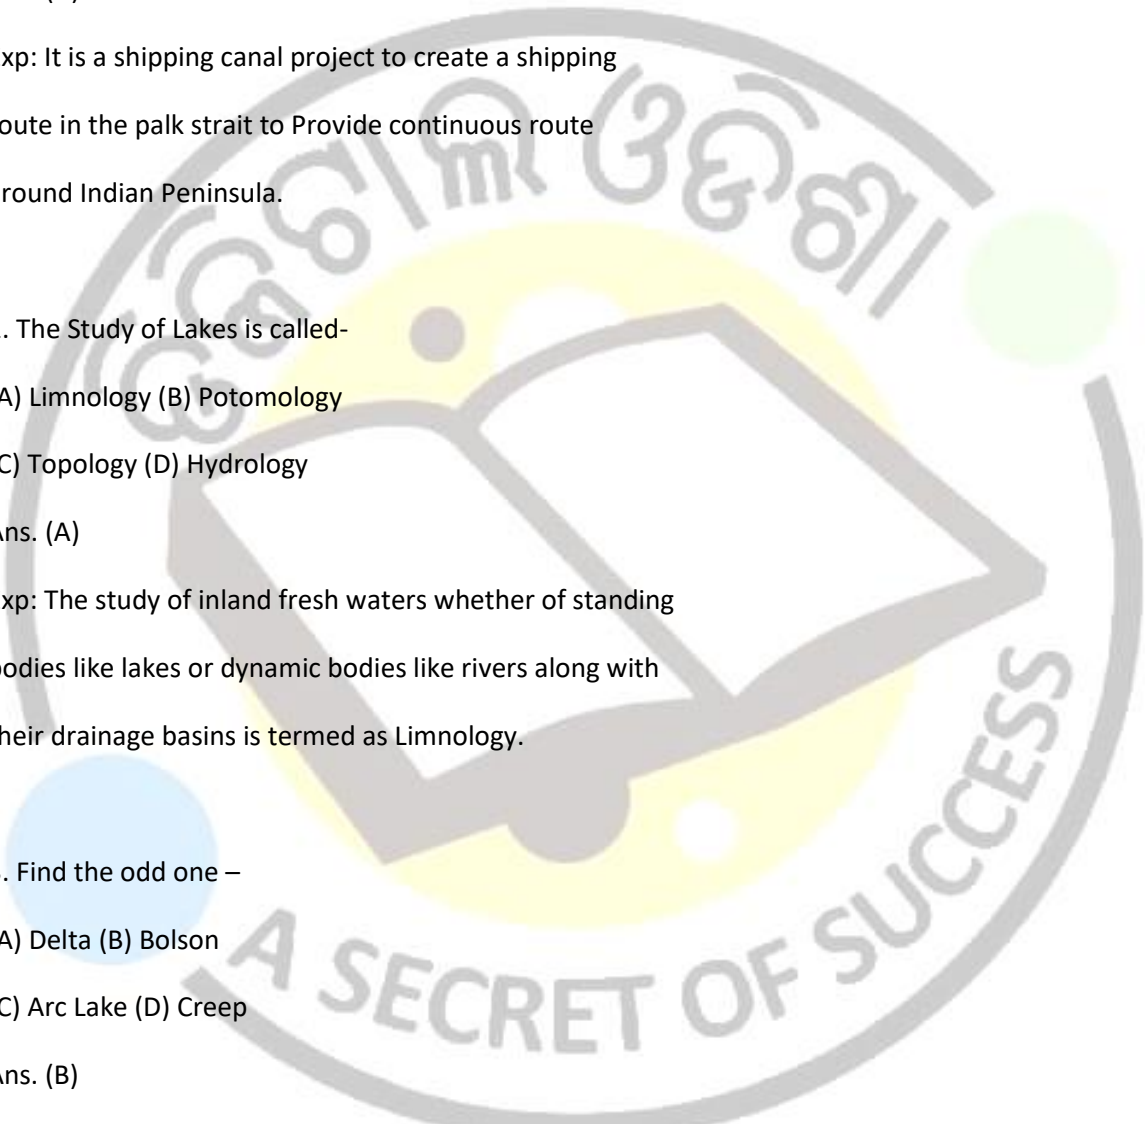 xp: It is a shipping canal project to create a shipping
oute in the palk strait to Provide continuous route
round Indian Peninsula.
. The Study of Lakes is called-
A) Limnology (B) Potomology
C) Topology (D) Hydrology
Ans. (A)
xp: The study of inland fresh waters whether of standing
bodies like lakes or dynamic bodies like rivers along with
heir drainage basins is termed as Limnology.
. Find the odd one –
A) Delta (B) Bolson
C) Arc Lake (D) Creep
Ans. (B)
ଡିଜିଟାଲ ଓଡ଼ିଶା
A SECRET OF SUCCESS